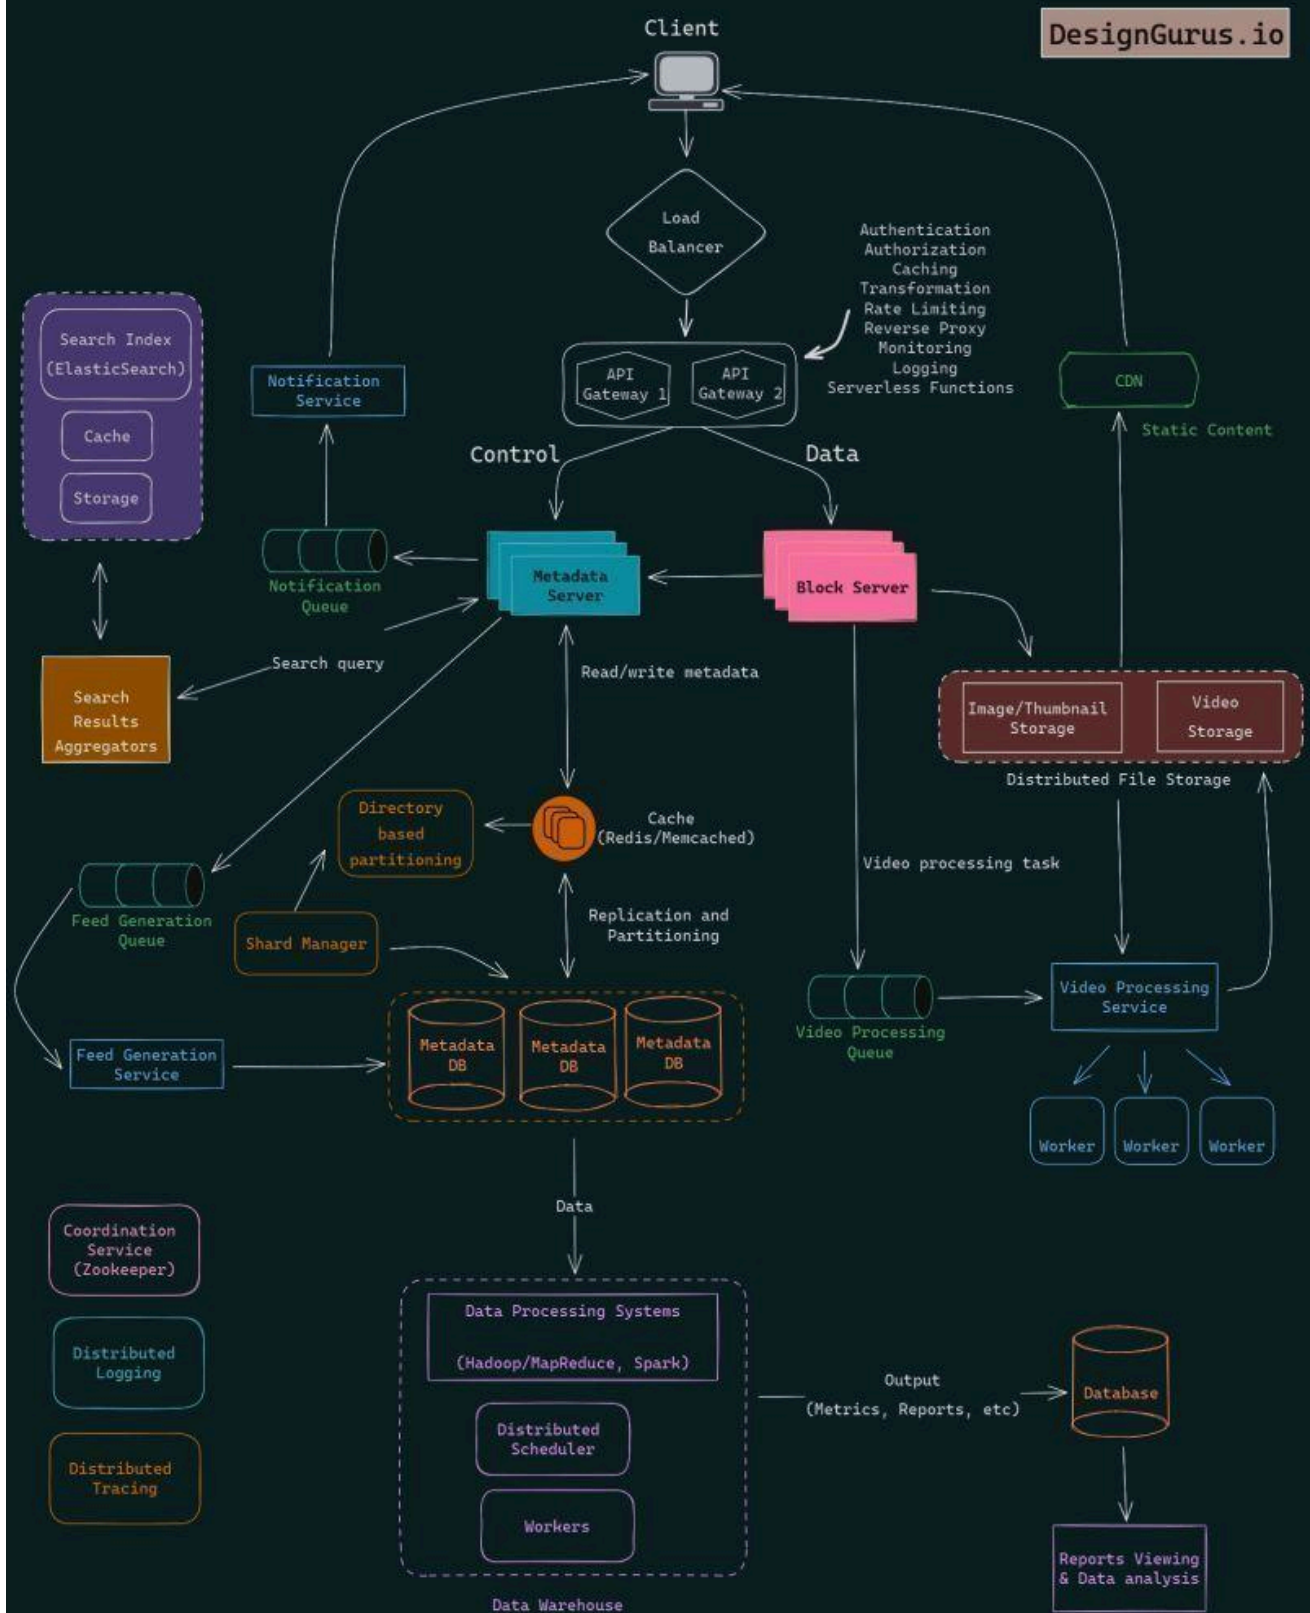 Client
DesignGurus.io
Load
Balancer
Authentication
Authorization
Caching
Transformation
Rate Limiting
Reverse Proxy
Monitoring
Logging
Serverless Functions
Search Index
(ElasticSearch)
Cache
Storage
Notification
Service
API
Gateway 1
API
Gateway 2
CDN
Static Content
Control
Data
Notification
Queue
Metadata
Server
Block Server
Search query
Read/write metadata
Search
Results
Aggregators
Image/Thumbnail
Storage
Video
Storage
Distributed File Storage
Directory
based
partitioning
Cache
(Redis/Memcached)
Video processing task
Feed Generation
Queue
Shard Manager
Replication and
Partitioning
Video Processing
Queue
Video Processing
Service
Feed Generation
Service
Metadata
DB
Metadata
DB
Metadata
DB
Worker
Worker
Worker
Data
Coordination
Service
(Zookeeper)
Distributed
Logging
Distributed
Tracing
Data Processing Systems
(Hadoop/MapReduce, Spark)
Distributed
Scheduler
Workers
Data Warehouse
Output
(Metrics, Reports, etc)
Database
Reports Viewing
& Data analysis